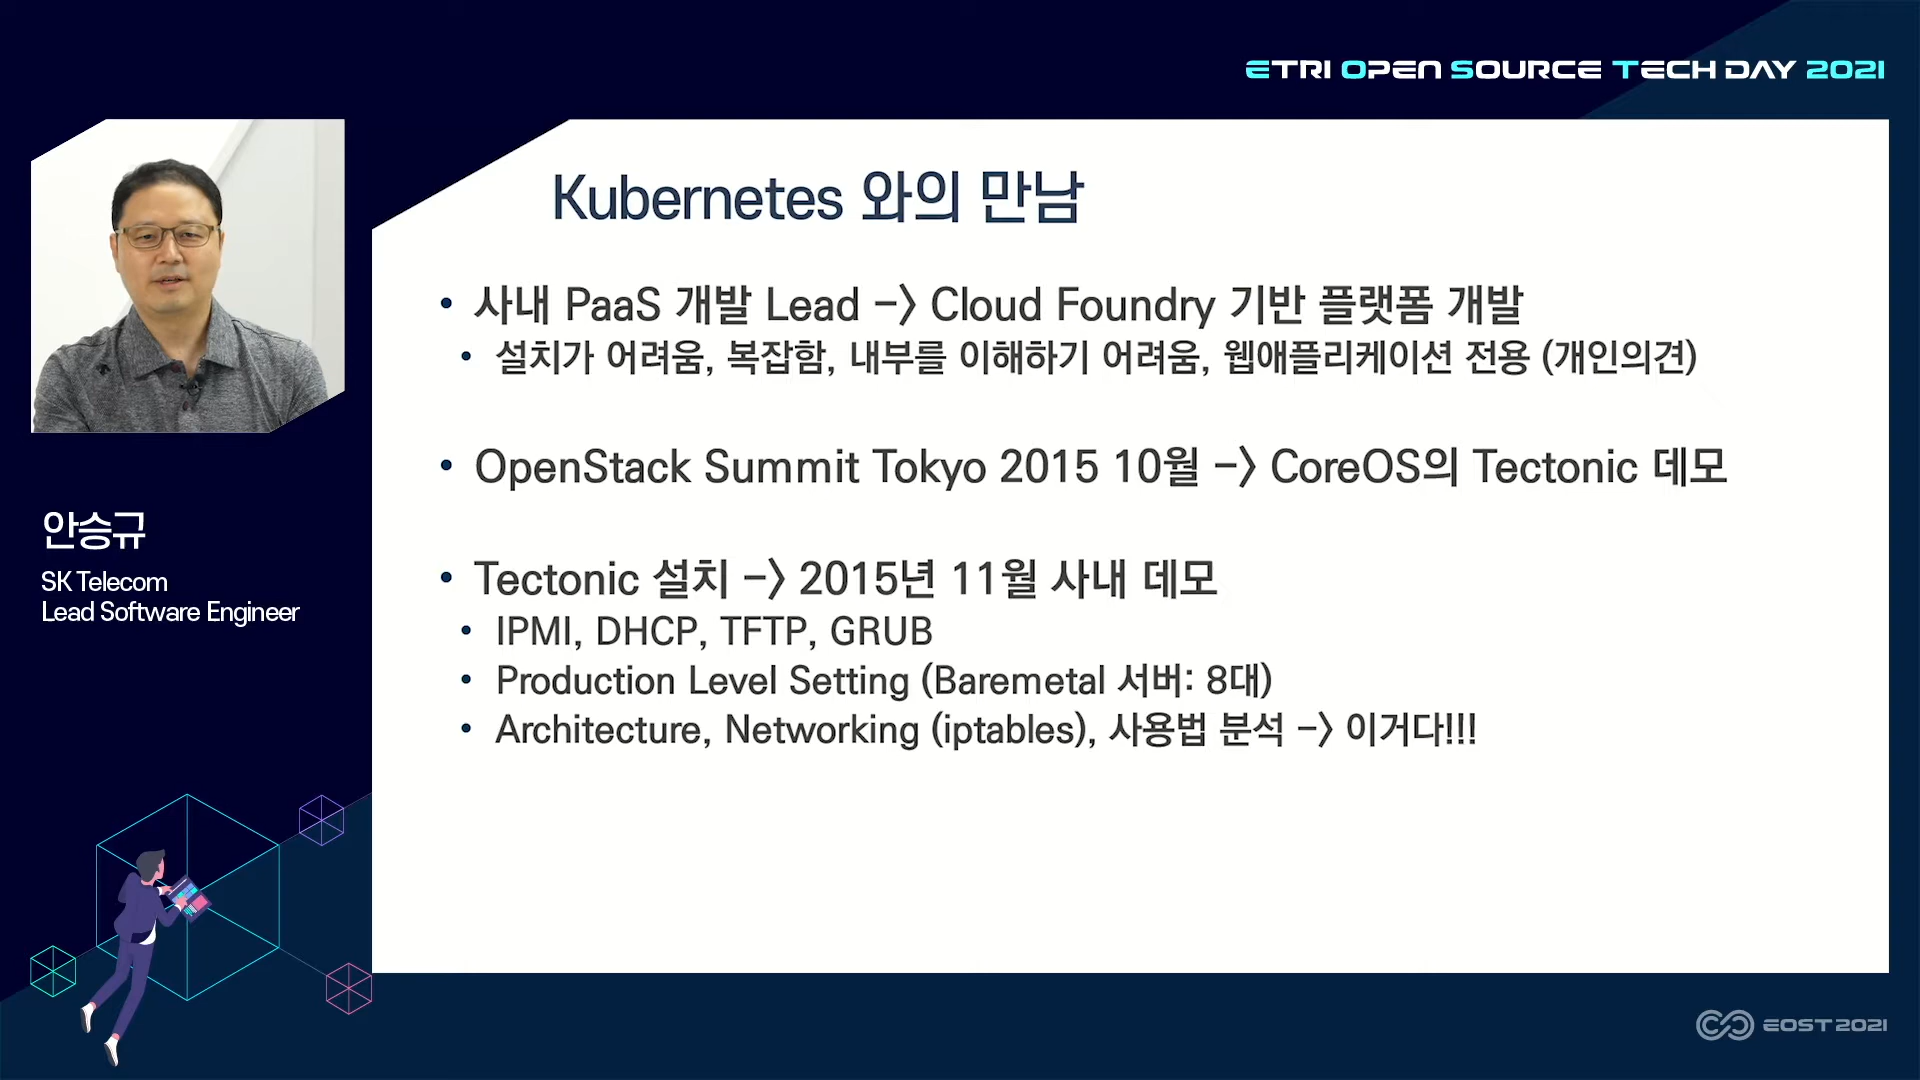 ETRI OPEN SOURCE TECH DAY 2021
Kubernetes 와의 만남
• 사내 PaaS 개발 Lead -> Cloud Foundry 기반 플랫폼 개발
• 설치가 어려움, 복잡함, 내부를 이해하기 어려움, 웹애플리케이션 전용 (개인의견)
• OpenStack Summit Tokyo 2015 10월 -> CoreOS의 Tectonic 데모
• Tectonic 설치 -> 2015년 11월 사내 데모
• IPMI, DHCP, TFTP, GRUB
• Production Level Setting (Baremetal 서버: 8대)
• Architecture, Networking (iptables), 사용법 분석 -> 이거다!!!
안승규
SK Telecom
Lead Software Engineer
EOST 2021